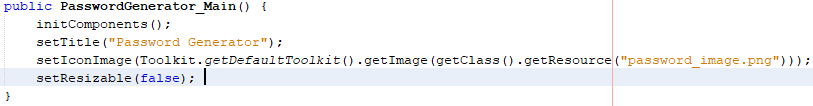 public PasswordGenerator_Main() {
    initComponents();
    setTitle("Password Generator");
    setIconImage(Toolkit.getDefaultToolkit().getImage(getClass().getResource("password_image.png")));
    setResizable(false);
}